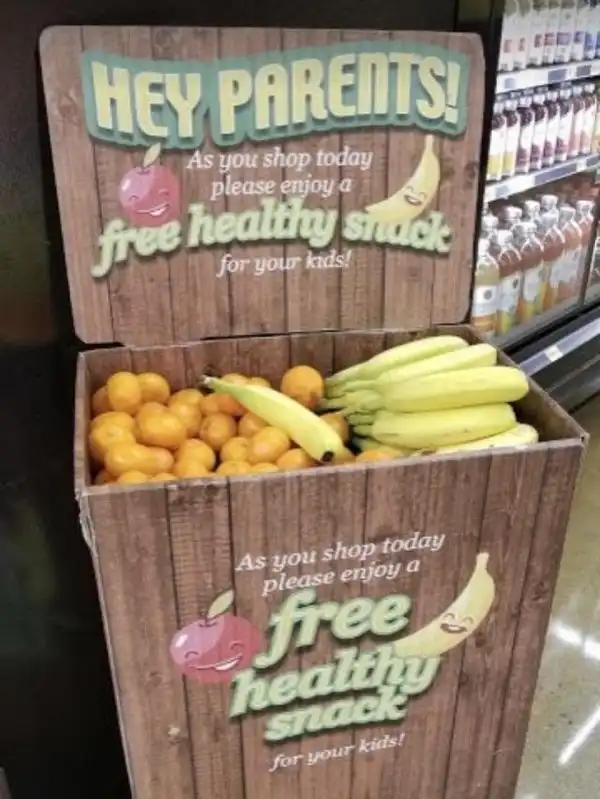 HEY PARENTS!
As you shop today
please enjoy a
free healthy snack
for your kids!
As you shop today
please enjoy a
free
healthy
snack
for your kids!